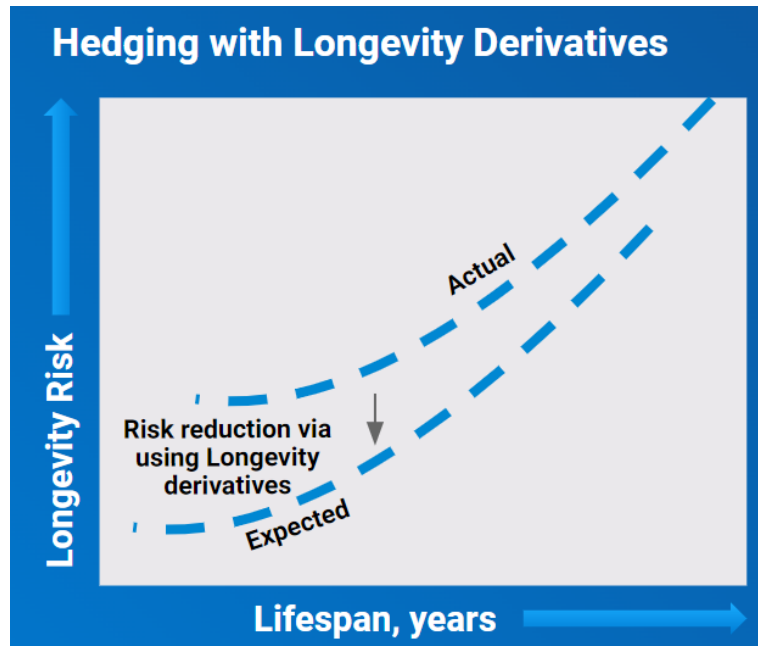 Hedging with Longevity Derivatives
Longevity Risk
Actual
Risk reduction via
using Longevity
derivatives
Expected
Lifespan, years